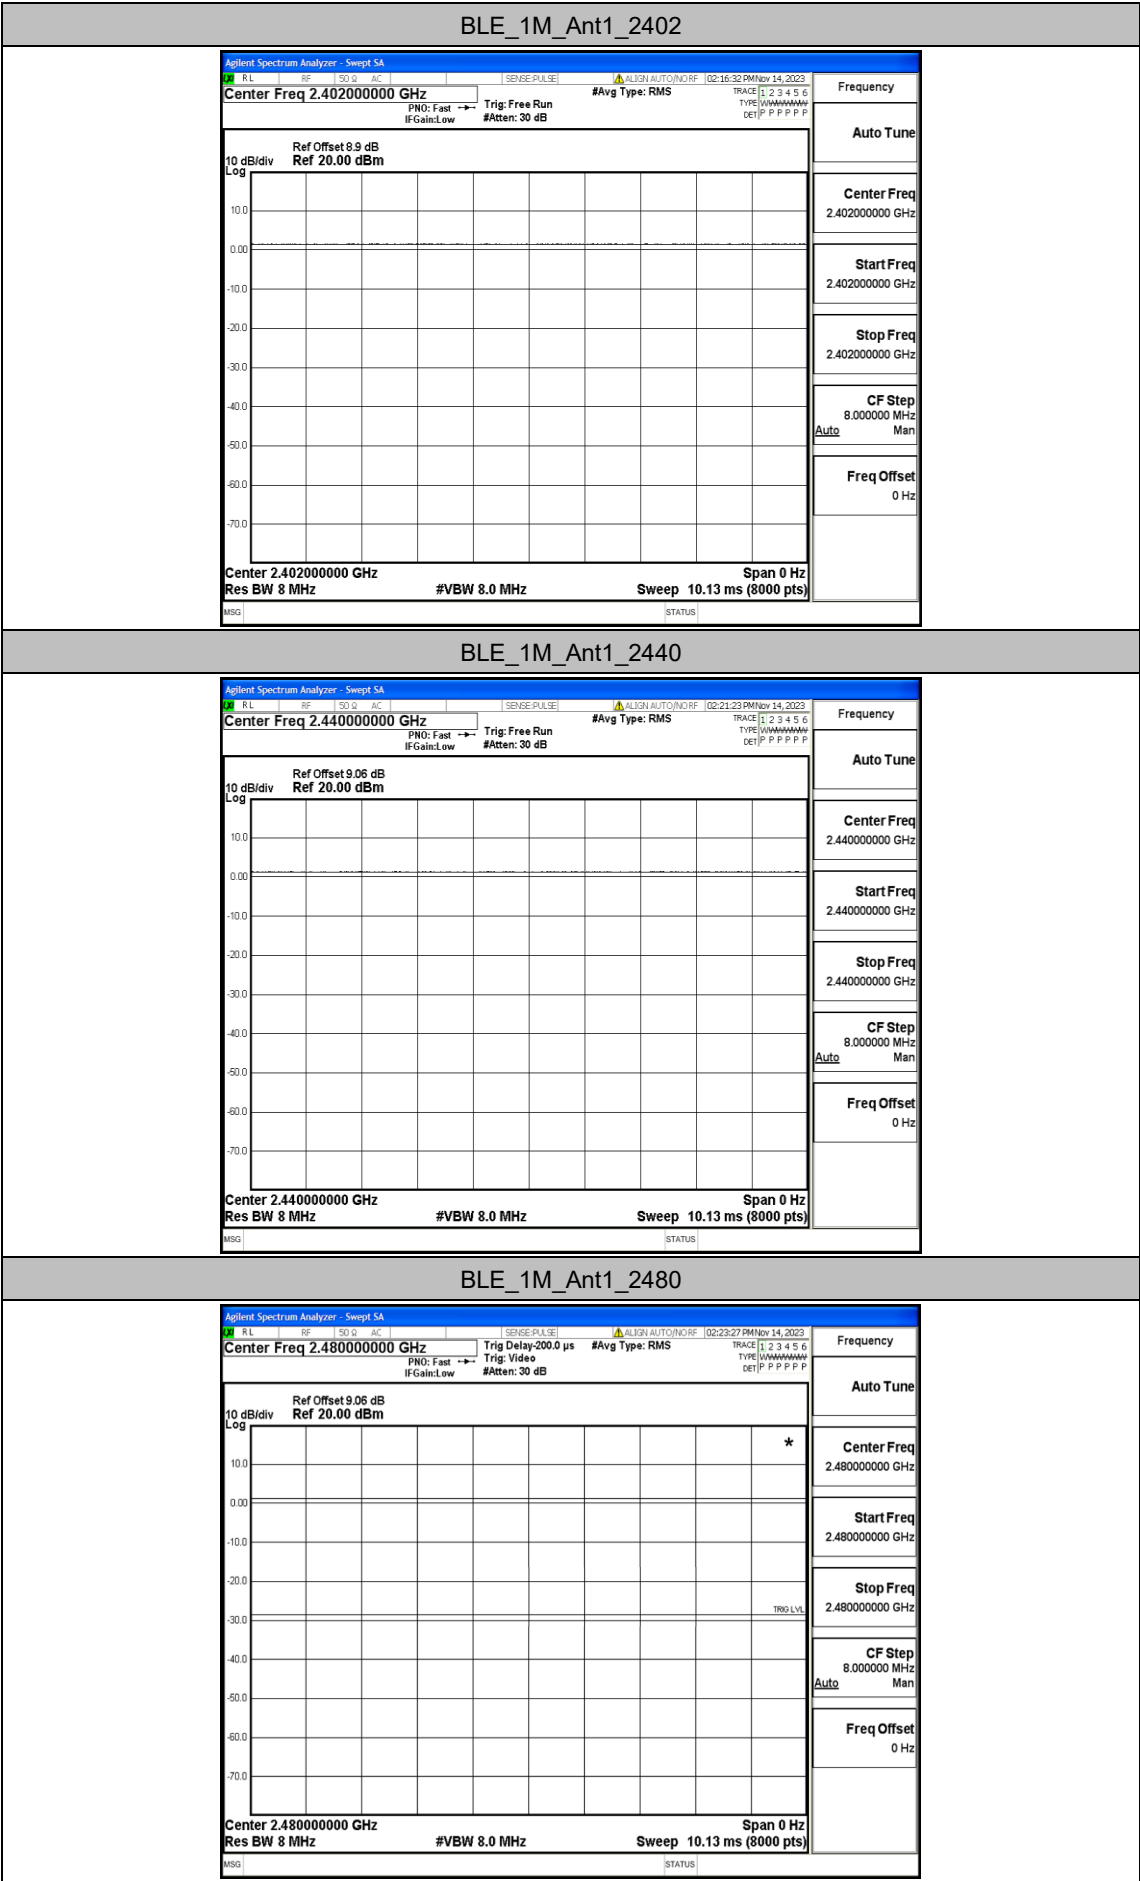 BLE_1M_Ant1_2402
Agilent Spectrum Analyzer - Swept SA
LXI RL RF 50 Ω AC SENSE:PULSE ALIGN AUTO/NO RF 02:16:32 PM Nov 14, 2023
Center Freq 2.402000000 GHz #Avg Type: RMS TRACE 1 2 3 4 5 6
PNO: Fast Trig: Free Run TYPE
IFGain:Low #Atten: 30 dB DET P P P P P P
Ref Offset 8.9 dB
10 dB/div Ref 20.00 dBm
Log
10.0
0.00
-10.0
-20.0
-30.0
-40.0
-50.0
-60.0
-70.0
Center 2.402000000 GHz Span 0 Hz
Res BW 8 MHz #VBW 8.0 MHz Sweep 10.13 ms (8000 pts)
MSG STATUS
Frequency
Auto Tune
Center Freq
2.402000000 GHz
Start Freq
2.402000000 GHz
Stop Freq
2.402000000 GHz
CF Step
8.000000 MHz
Auto Man
Freq Offset
0 Hz
BLE_1M_Ant1_2440
Agilent Spectrum Analyzer - Swept SA
LXI RL RF 50 Ω AC SENSE:PULSE ALIGN AUTO/NO RF 02:21:23 PM Nov 14, 2023
Center Freq 2.440000000 GHz #Avg Type: RMS TRACE 1 2 3 4 5 6
PNO: Fast Trig: Free Run TYPE
IFGain:Low #Atten: 30 dB DET P P P P P P
Ref Offset 9.06 dB
10 dB/div Ref 20.00 dBm
Log
10.0
0.00
-10.0
-20.0
-30.0
-40.0
-50.0
-60.0
-70.0
Center 2.440000000 GHz Span 0 Hz
Res BW 8 MHz #VBW 8.0 MHz Sweep 10.13 ms (8000 pts)
MSG STATUS
Frequency
Auto Tune
Center Freq
2.440000000 GHz
Start Freq
2.440000000 GHz
Stop Freq
2.440000000 GHz
CF Step
8.000000 MHz
Auto Man
Freq Offset
0 Hz
BLE_1M_Ant1_2480
Agilent Spectrum Analyzer - Swept SA
LXI RL RF 50 Ω AC SENSE:PULSE ALIGN AUTO/NO RF 02:23:27 PM Nov 14, 2023
Center Freq 2.480000000 GHz Trig Delay-200.0 µs #Avg Type: RMS TRACE 1 2 3 4 5 6
PNO: Fast Trig: Video TYPE
IFGain:Low #Atten: 30 dB DET P P P P P P
Ref Offset 9.06 dB
10 dB/div Ref 20.00 dBm
Log
*
10.0
0.00
-10.0
-20.0
TRIG LVL
-30.0
-40.0
-50.0
-60.0
-70.0
Center 2.480000000 GHz Span 0 Hz
Res BW 8 MHz #VBW 8.0 MHz Sweep 10.13 ms (8000 pts)
MSG STATUS
Frequency
Auto Tune
Center Freq
2.480000000 GHz
Start Freq
2.480000000 GHz
Stop Freq
2.480000000 GHz
CF Step
8.000000 MHz
Auto Man
Freq Offset
0 Hz